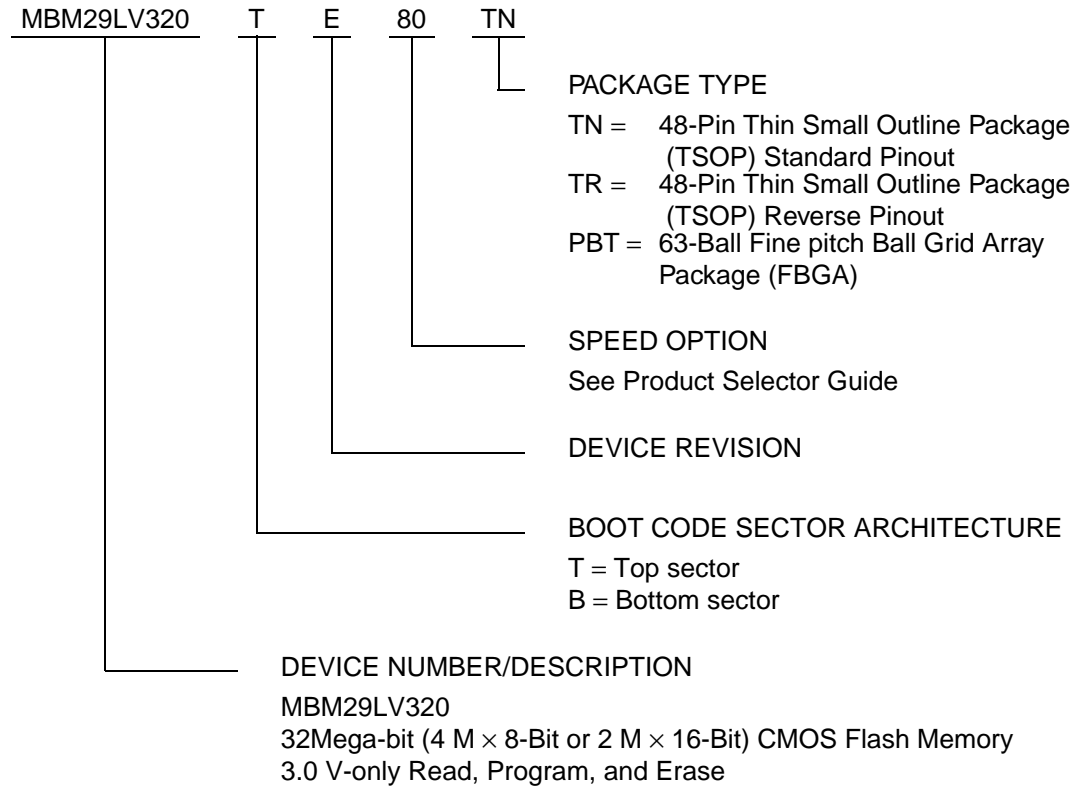 MBM29LV320 T E 80 TN
PACKAGE TYPE
TN = 48-Pin Thin Small Outline Package
(TSOP) Standard Pinout
TR = 48-Pin Thin Small Outline Package
(TSOP) Reverse Pinout
PBT = 63-Ball Fine pitch Ball Grid Array
Package (FBGA)
SPEED OPTION
See Product Selector Guide
DEVICE REVISION
BOOT CODE SECTOR ARCHITECTURE
T = Top sector
B = Bottom sector
DEVICE NUMBER/DESCRIPTION
MBM29LV320
32Mega-bit (4 M × 8-Bit or 2 M × 16-Bit) CMOS Flash Memory
3.0 V-only Read, Program, and Erase